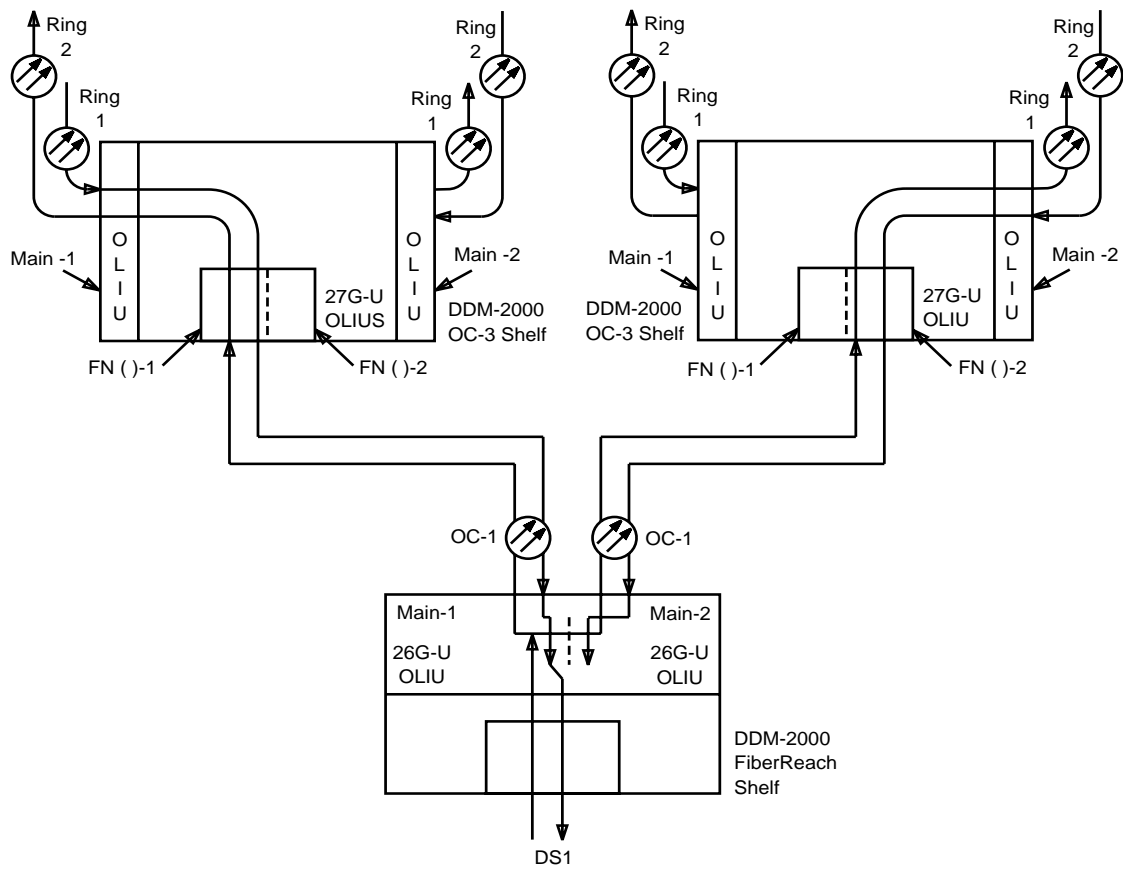 Ring
2
Ring
2
Ring
2
Ring
2
Ring
1
Ring
1
Ring
1
Ring
1
O
L
I
U
O
L
I
U
O
L
I
U
O
L
I
U
Main -1
Main -2
Main -1
Main -2
27G-U
OLIUS
DDM-2000
OC-3 Shelf
DDM-2000
OC-3 Shelf
27G-U
OLIU
FN ( )-1
FN ( )-2
FN ( )-1
FN ( )-2
OC-1
OC-1
Main-1
Main-2
26G-U
OLIU
26G-U
OLIU
DDM-2000
FiberReach
Shelf
DS1